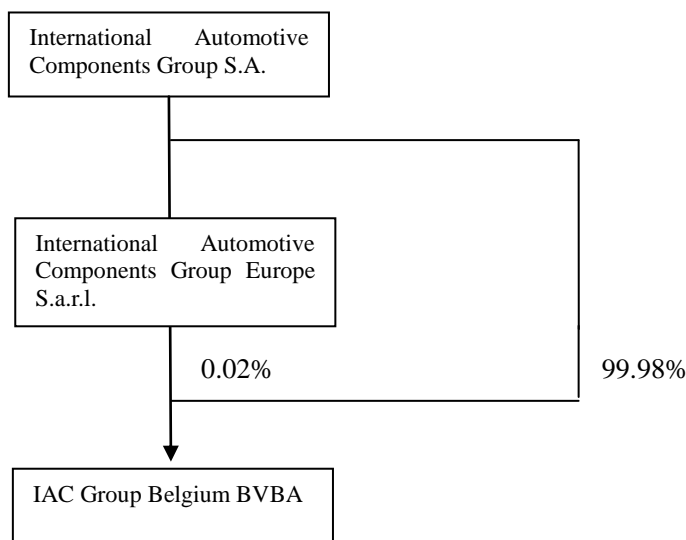 International Automotive
Components Group S.A.
International Automotive
Components Group Europe
S.a.r.l.
0.02%
99.98%
IAC Group Belgium BVBA